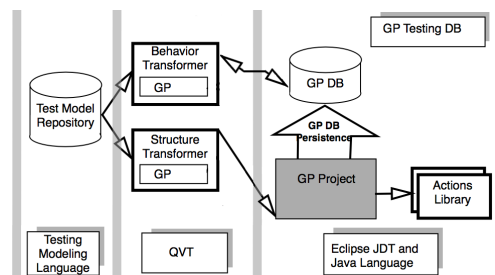 GP Testing DB
Behavior
Transformer
GP
GP DB
Test Model
Repository
Structure
Transformer
GP
GP DB
Persistence
GP Project
Actions
Library
Testing
Modeling
Language
QVT
Eclipse JDT and
Java Language